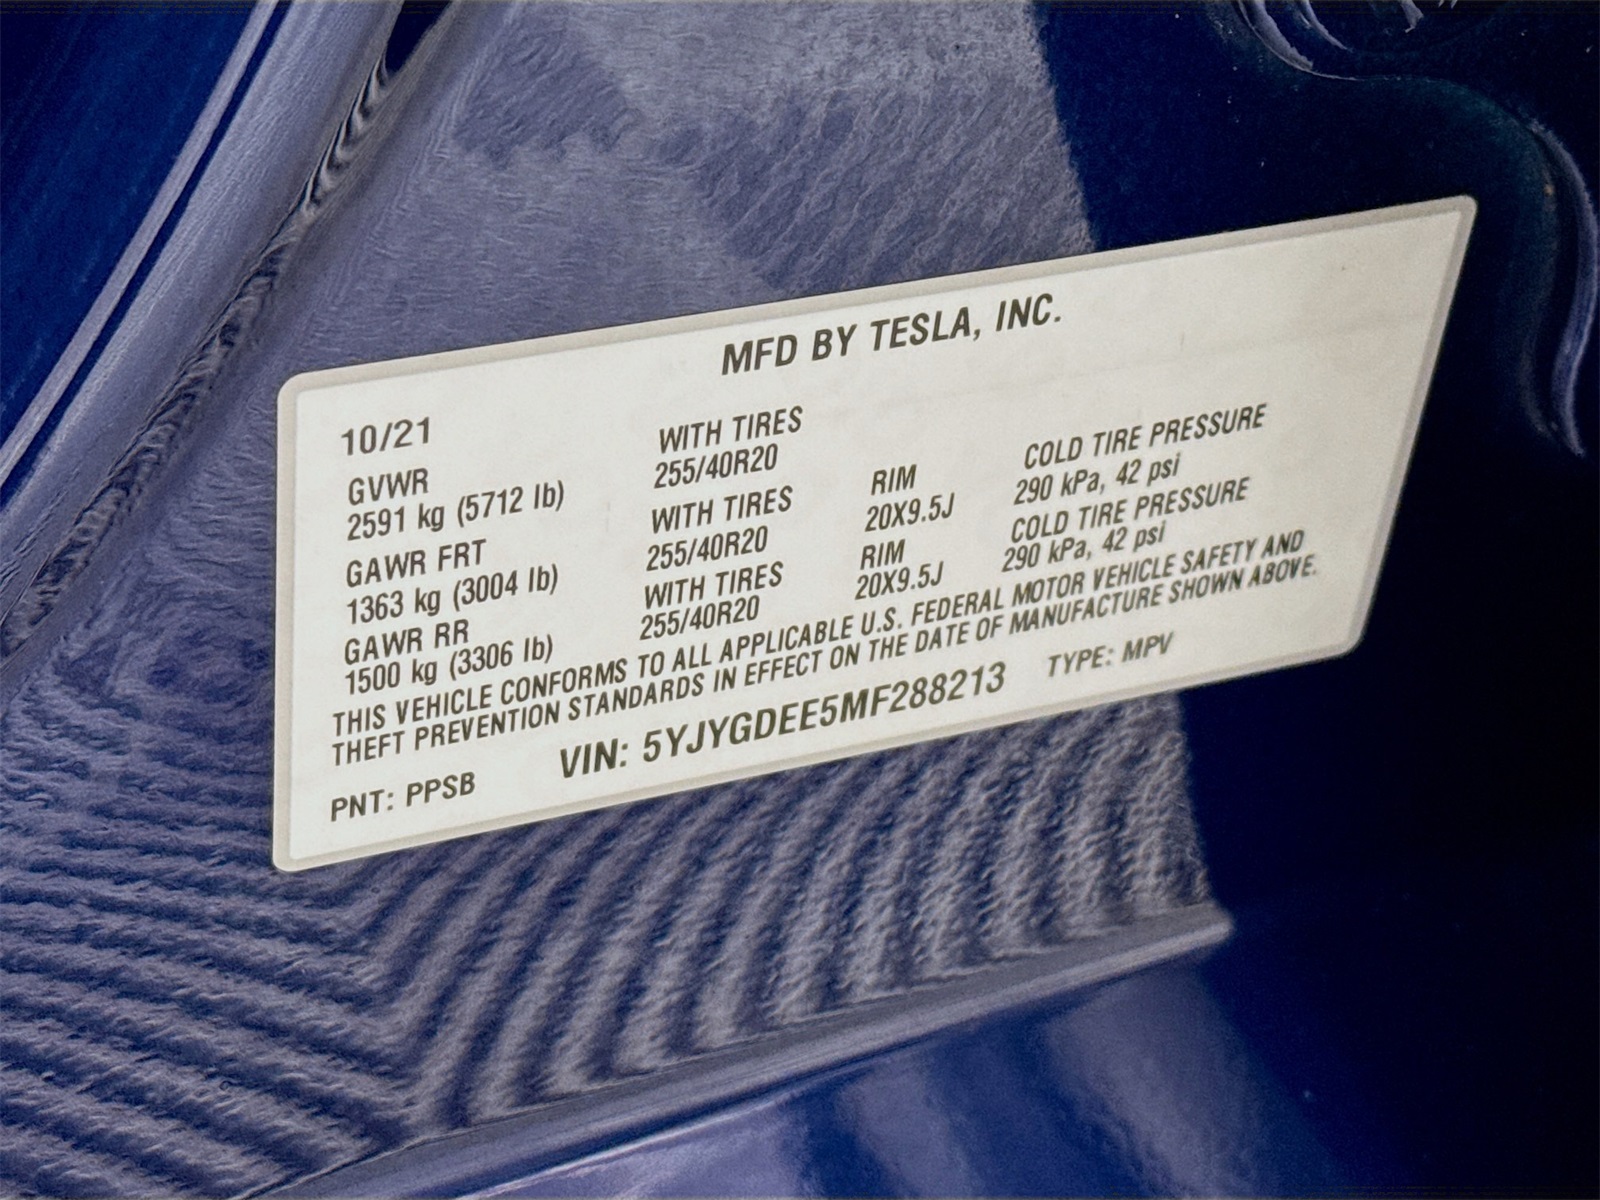 MFD BY TESLA, INC.
10/21
GVWR WITH TIRES
2591 kg (5712 lb) 255/40R20 RIM COLD TIRE PRESSURE
GAWR FRT WITH TIRES 20X9.5J 290 kPa, 42 psi
1363 kg (3004 lb) 255/40R20 RIM COLD TIRE PRESSURE
GAWR RR WITH TIRES 20X9.5J 290 kPa, 42 psi
1500 kg (3306 lb) 255/40R20
THIS VEHICLE CONFORMS TO ALL APPLICABLE U.S. FEDERAL MOTOR VEHICLE SAFETY AND
THEFT PREVENTION STANDARDS IN EFFECT ON THE DATE OF MANUFACTURE SHOWN ABOVE.
PNT: PPSB VIN: 5YJYGDEE5MF288213 TYPE: MPV